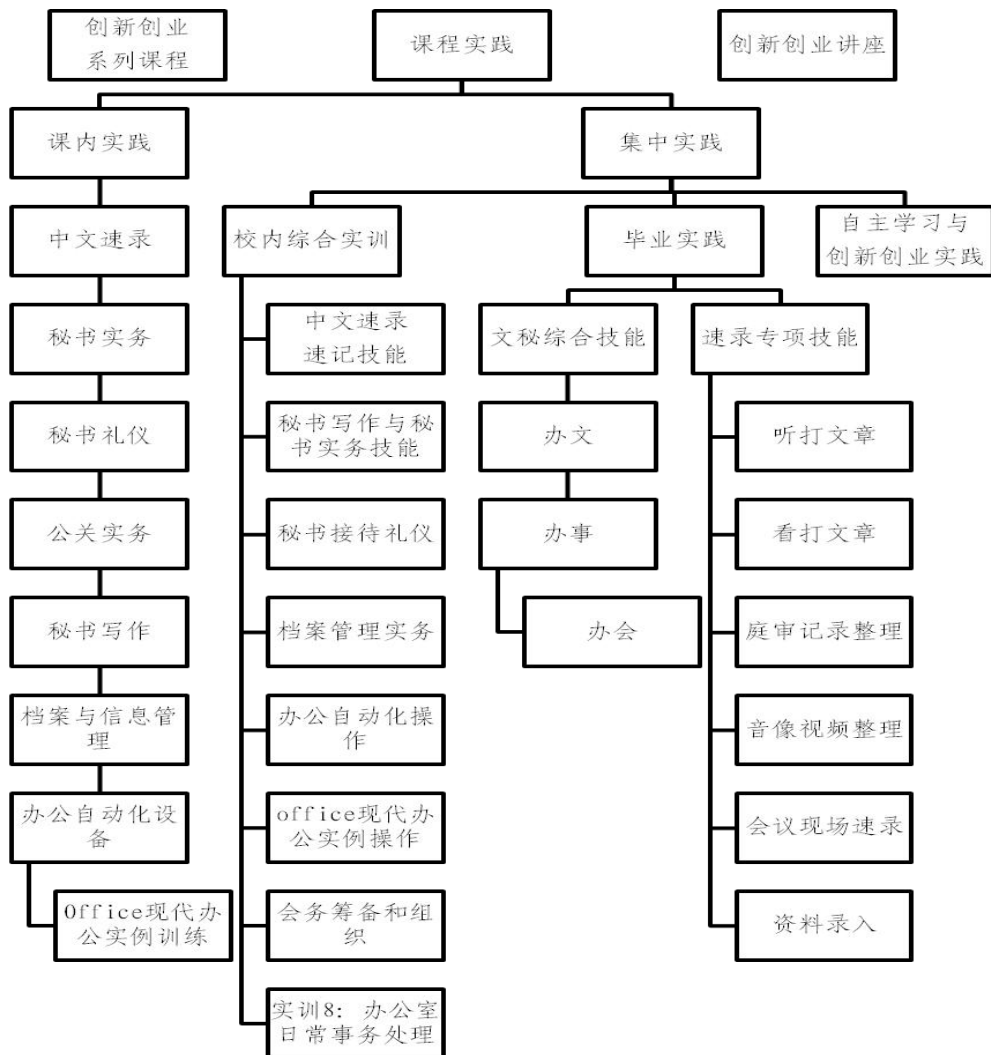 创新创业
系列课程
课程实践
创新创业讲座
课内实践
集中实践
中文速录
校内综合实训
毕业实践
自主学习与
创新创业实践
秘书实务
中文速录
速记技能
文秘综合技能
速录专项技能
秘书礼仪
秘书写作与秘
书实务技能
办文
听打文章
公关实务
秘书接待礼仪
办事
看打文章
秘书写作
档案管理实务
办会
庭审记录整理
档案与信息管
理
办公自动化操
作
音像视频整理
办公自动化设
备
office现代办
公实例操作
会议现场速录
Office现代办
公实例训练
会务筹备和组
织
资料录入
实训8：办公室
日常事务处理